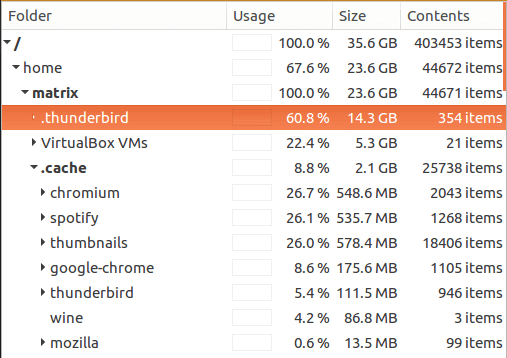 Folder Usage Size Contents
/ 100.0 % 35.6 GB 403453 items
home 67.6 % 23.6 GB 44672 items
matrix 100.0 % 23.6 GB 44671 items
.thunderbird 60.8 % 14.3 GB 354 items
VirtualBox VMs 22.4 % 5.3 GB 21 items
.cache 8.8 % 2.1 GB 25738 items
chromium 26.7 % 548.6 MB 2043 items
spotify 26.1 % 535.7 MB 1268 items
thumbnails 26.0 % 578.4 MB 18406 items
google-chrome 8.6 % 175.6 MB 1105 items
thunderbird 5.4 % 111.5 MB 946 items
wine 4.2 % 86.8 MB 3 items
mozilla 0.6 % 13.5 MB 99 items